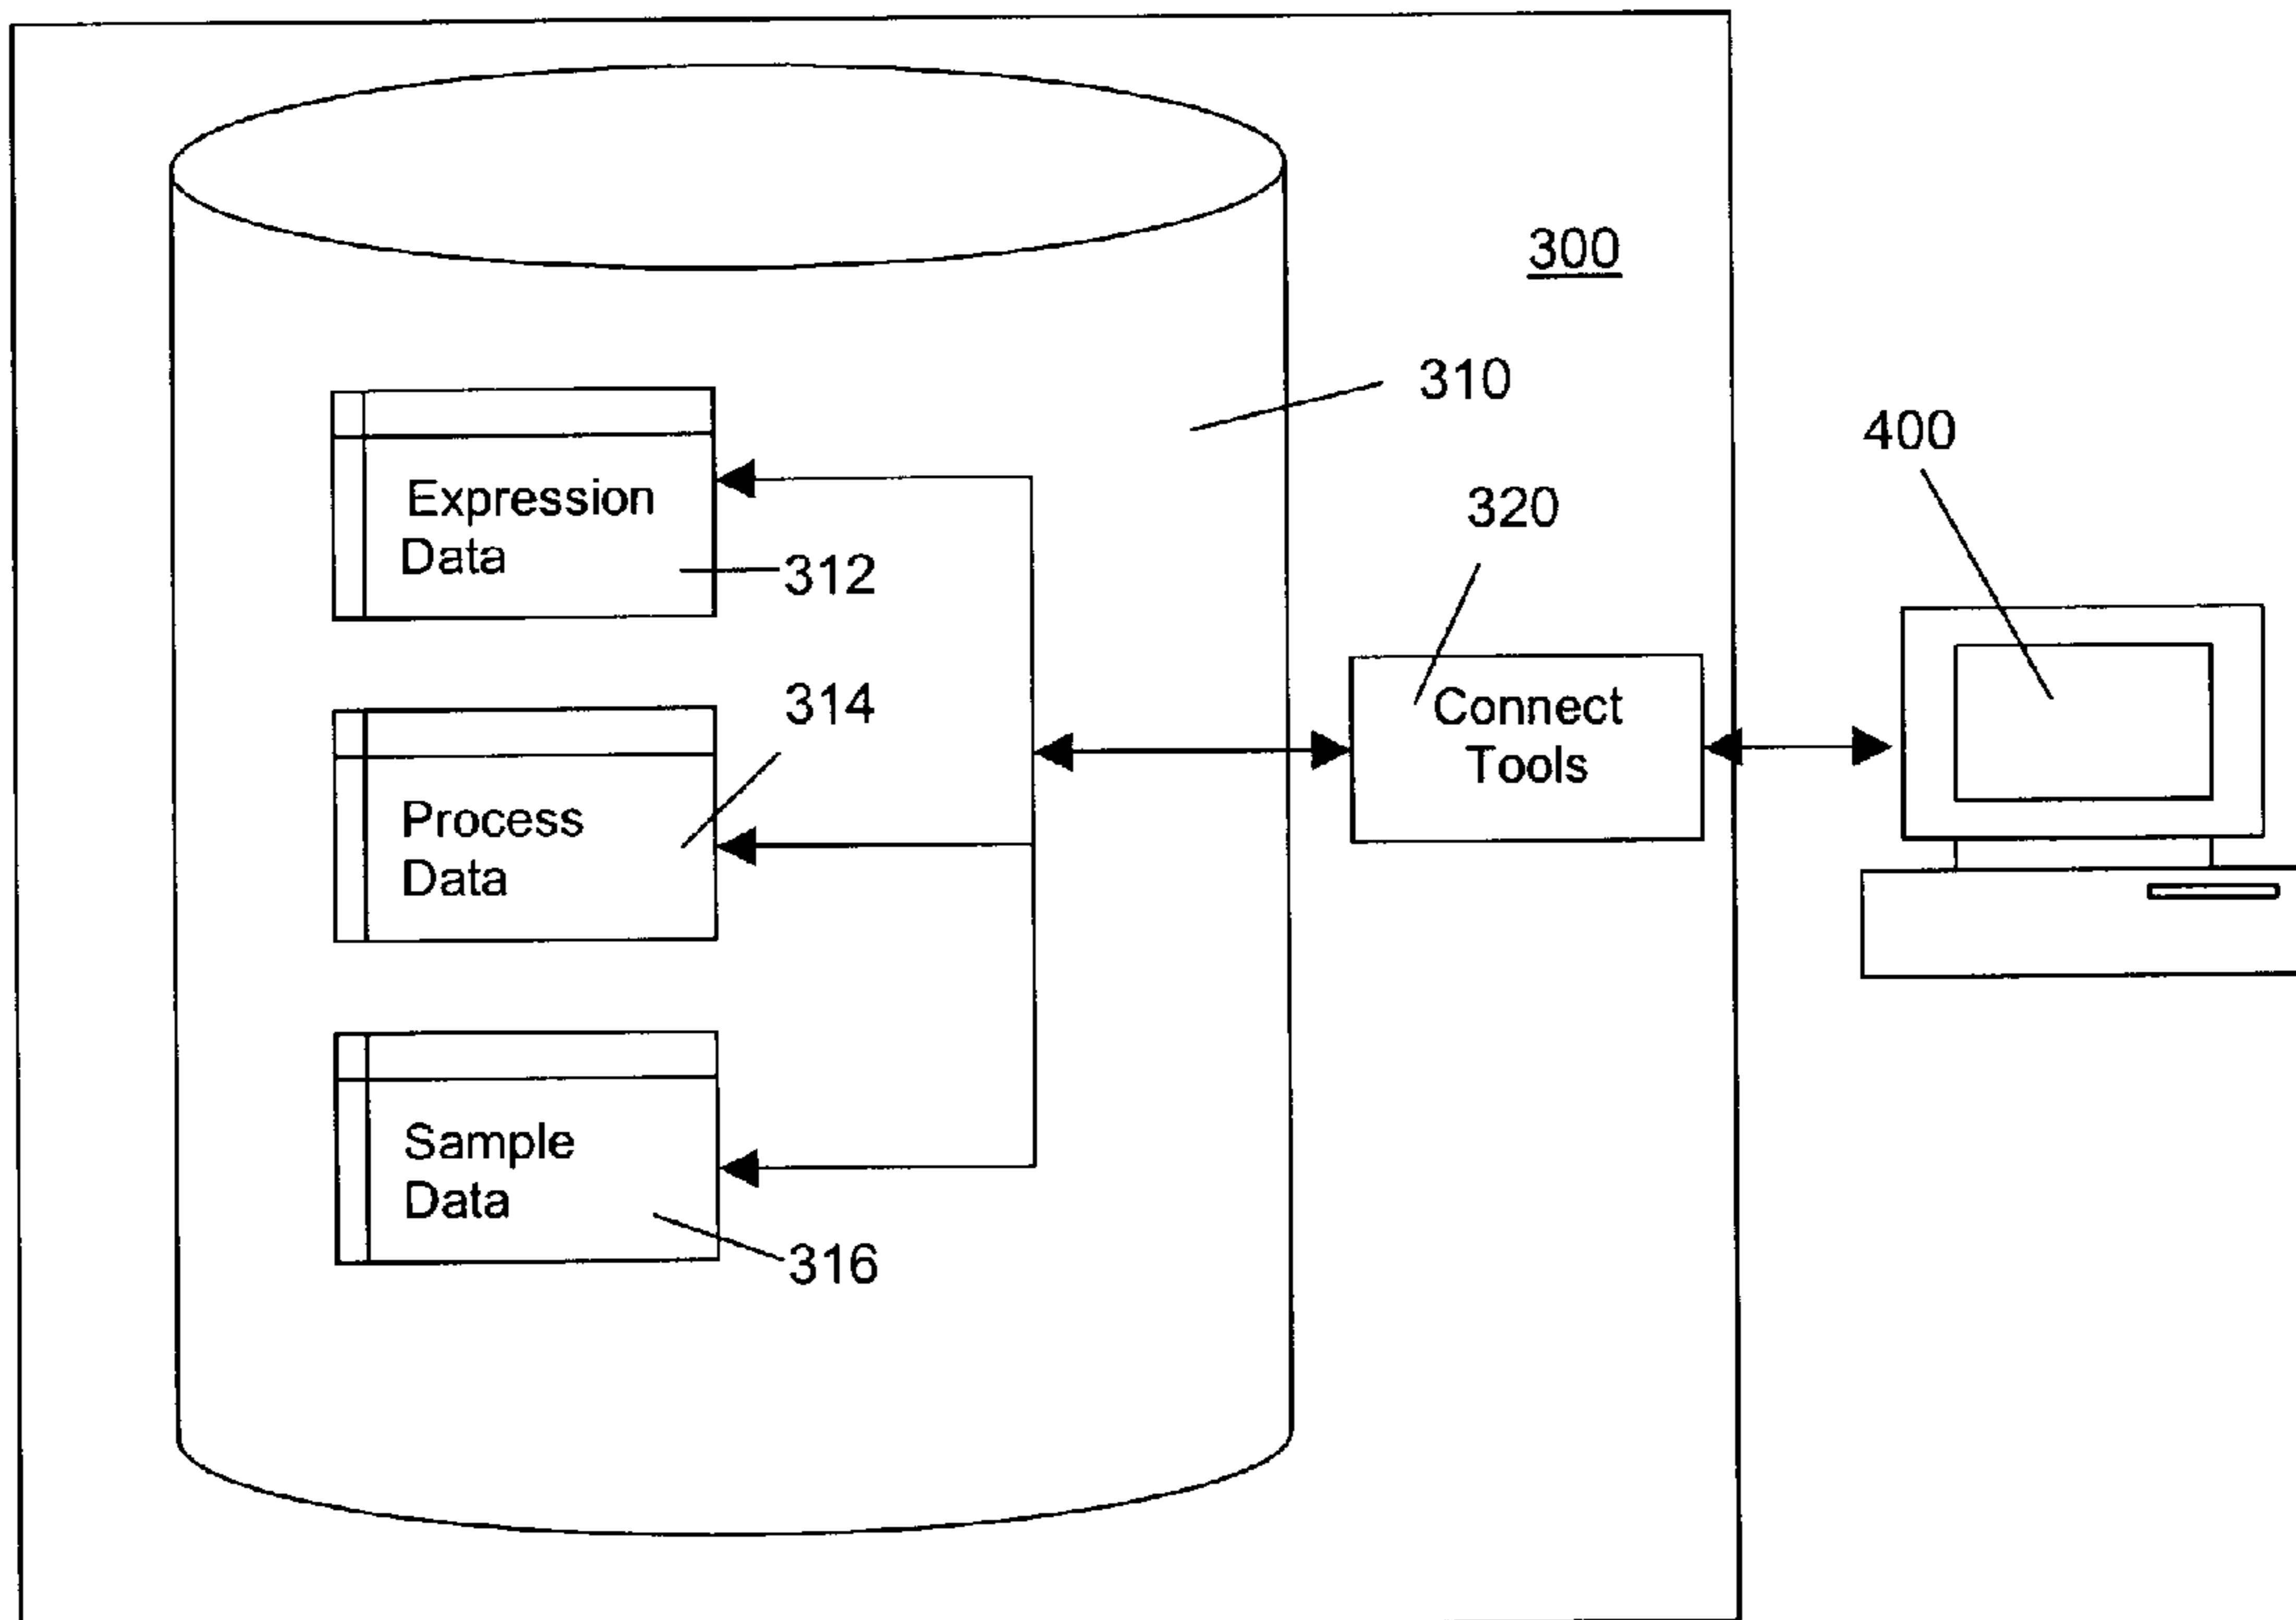 300
310
400
Expression
Data
312
320
314
Connect
Tools
Process
Data
Sample
Data
316